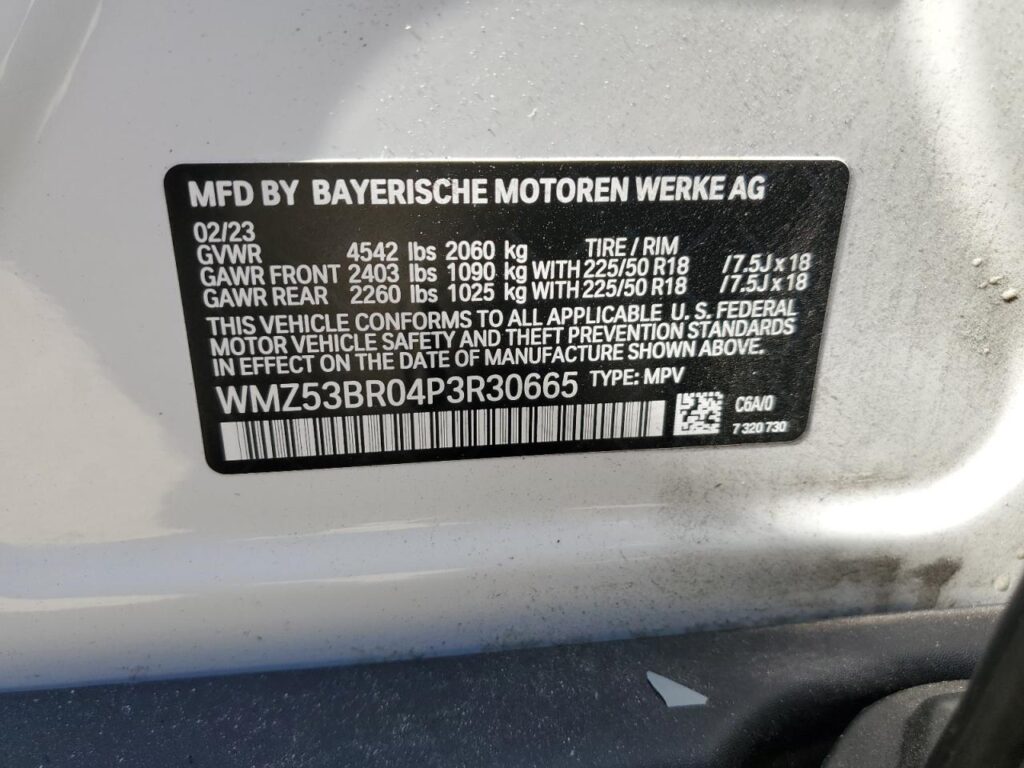 MFD BY BAYERISCHE MOTOREN WERKE AG
02/23
GVWR 4542 lbs 2060 kg TIRE / RIM
GAWR FRONT 2403 lbs 1090 kg WITH 225/50 R18 /7.5J x 18
GAWR REAR 2260 lbs 1025 kg WITH 225/50 R18 /7.5J x 18
THIS VEHICLE CONFORMS TO ALL APPLICABLE U. S. FEDERAL
MOTOR VEHICLE SAFETY AND THEFT PREVENTION STANDARDS
IN EFFECT ON THE DATE OF MANUFACTURE SHOWN ABOVE.
WMZ53BR04P3R30665 TYPE: MPV
C6A/0
7 320 730